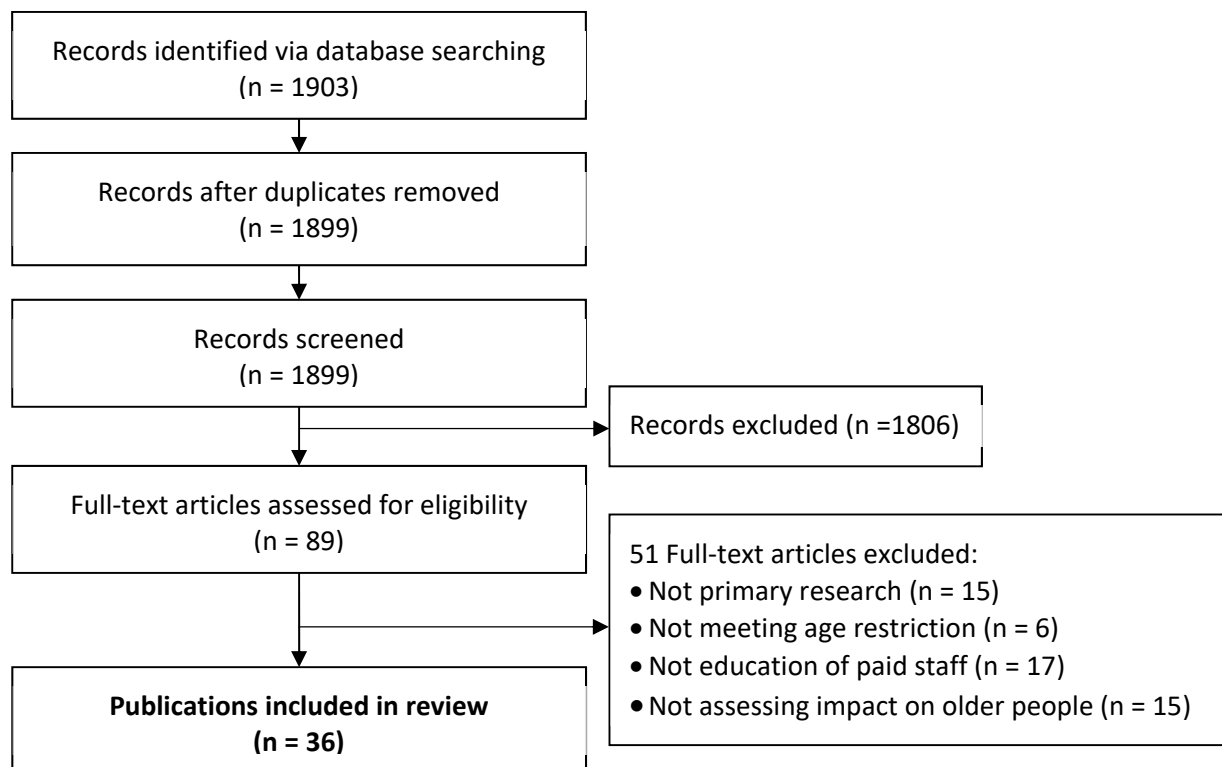 Records identified via database searching
(n = 1903)
Records after duplicates removed
(n = 1899)
Records screened
(n = 1899)
Records excluded (n =1806)
Full-text articles assessed for eligibility
(n = 89)
51 Full-text articles excluded:
• Not primary research (n = 15)
• Not meeting age restriction (n = 6)
• Not education of paid staff (n = 17)
• Not assessing impact on older people (n = 15)
Publications included in review
(n = 36)